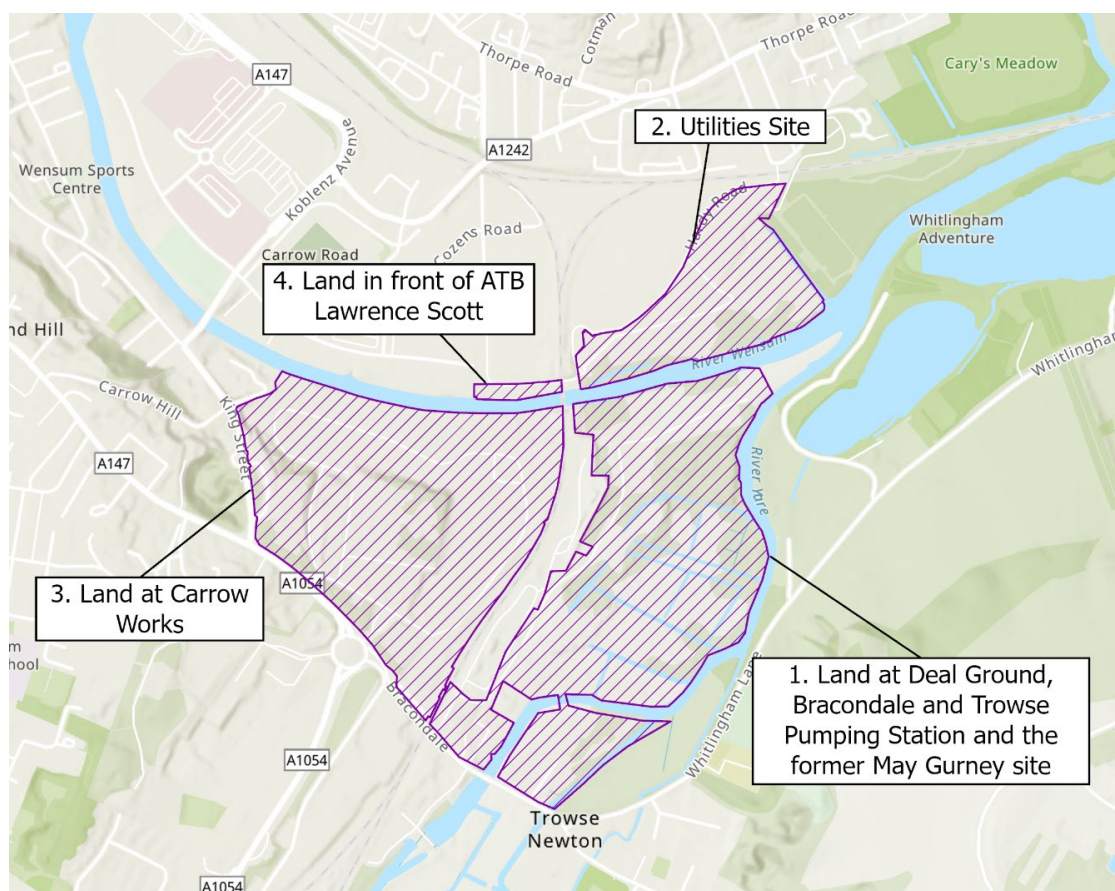 Thorpe Road
Cotman
Thorpe Road
Cary's Meadow
A147
2. Utilities Site
A1242
Wensum Sports
Centre
Koblenz Avenue
Hardy Road
Whitlingham
Adventure
Cozens Road
Carrow Road
4. Land in front of ATB
Lawrence Scott
nd Hill
River Wensum
Whitlingham
Carrow Hill
King Street
A147
River Yare
3. Land at Carrow
Works
A1054
m
chool
1. Land at Deal Ground,
Bracondale and Trowse
Pumping Station and the
former May Gurney site
Bracondale
Whitlingham Lane
A1054
Trowse
Newton
A1054